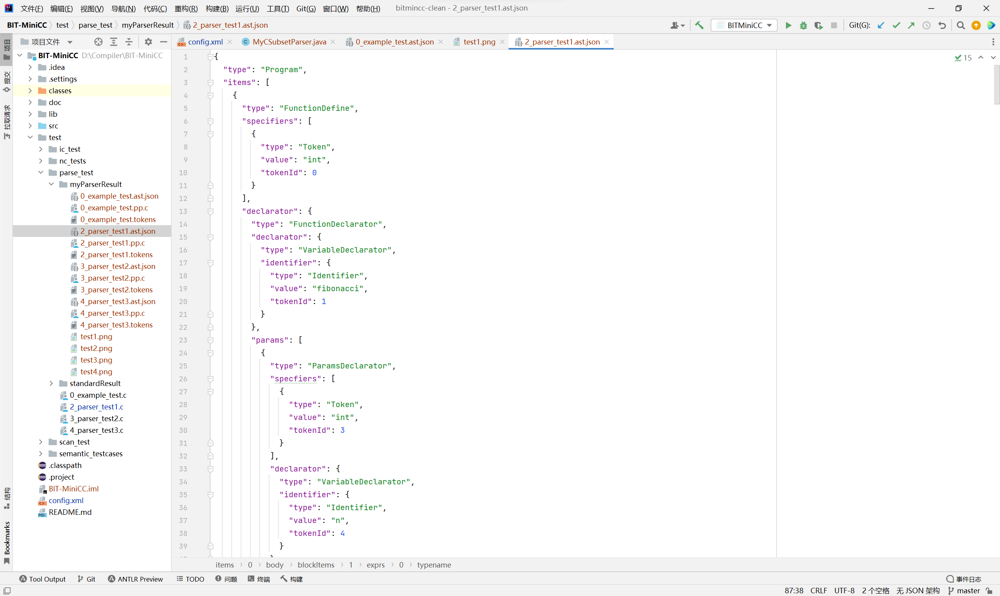 文件(F) 编辑(E) 视图(V) 导航(N) 代码(C) 重构(R) 构建(B) 运行(U) 工具(T) Git(G) 窗口(W) 帮助(H) bitmincc-clean - 2_parser_test1.ast.json
BIT-MiniCC test parse_test myParserResult 2_parser_test1.ast.json BITMiniCC Git(G):
项目文件 config.xml MyCSubsetParser.java 0_example_test.ast.json test1.png 2_parser_test1.ast.json
项目
提交
拉取请求
结构
Bookmarks
BIT-MiniCC D:\Compiler\BIT-MiniCC
.idea
.settings
classes
doc
lib
src
test
ic_test
nc_tests
parse_test
myParserResult
0_example_test.ast.json
0_example_test.pp.c
0_example_test.tokens
2_parser_test1.ast.json
2_parser_test1.pp.c
2_parser_test1.tokens
3_parser_test2.ast.json
3_parser_test2.pp.c
3_parser_test2.tokens
4_parser_test3.ast.json
4_parser_test3.pp.c
4_parser_test3.tokens
test1.png
test2.png
test3.png
test4.png
standardResult
0_example_test.c
2_parser_test1.c
3_parser_test2.c
4_parser_test3.c
scan_test
semantic_testcases
.classpath
.project
BIT-MiniCC.iml
config.xml
README.md
15
1 {
2 "type": "Program",
3 "items": [
4 {
5 "type": "FunctionDefine",
6 "specifiers": [
7 {
8 "type": "Token",
9 "value": "int",
10 "tokenId": 0
11 }
12 ],
13 "declarator": {
14 "type": "FunctionDeclarator",
15 "declarator": {
16 "type": "VariableDeclarator",
17 "identifier": {
18 "type": "Identifier",
19 "value": "fibonacci",
20 "tokenId": 1
21 }
22 },
23 "params": [
24 {
25 "type": "ParamsDeclarator",
26 "specfiers": [
27 {
28 "type": "Token",
29 "value": "int",
30 "tokenId": 3
31 }
32 ],
33 "declarator": {
34 "type": "VariableDeclarator",
35 "identifier": {
36 "type": "Identifier",
37 "value": "n",
38 "tokenId": 4
39 }
items 0 body blockItems 1 exprs 0 typename
Tool Output Git ANTLR Preview TODO 问题 终端 构建 事件日志
87:38 CRLF UTF-8 2 个空格 无 JSON 架构 master